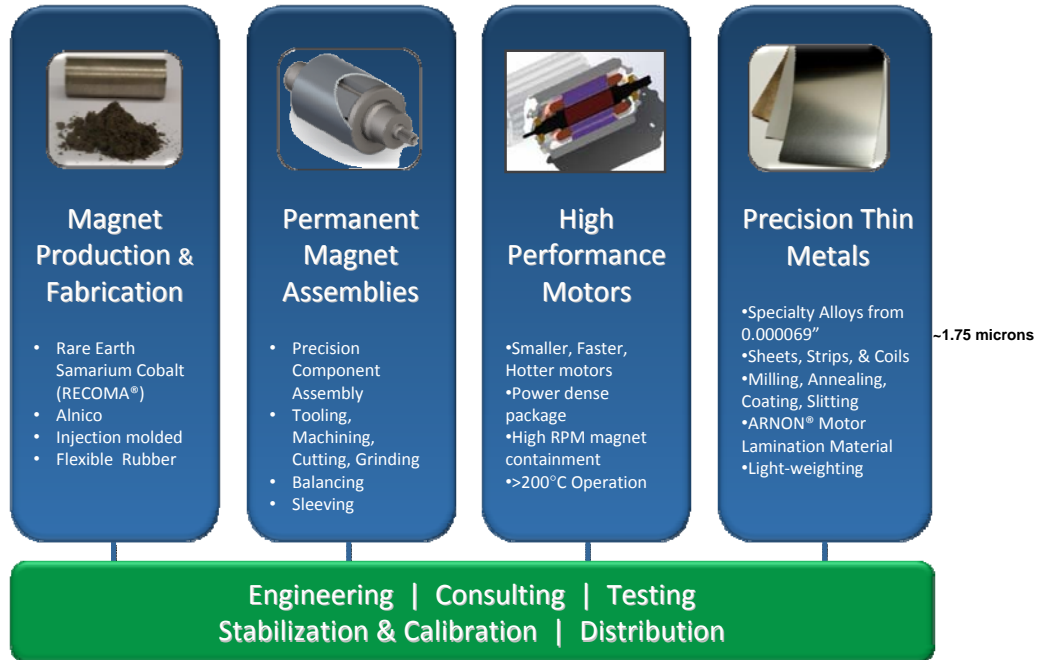 Magnet
Production &
Fabrication
• Rare Earth
Samarium Cobalt
(RECOMA®)
• Alnico
• Injection molded
• Flexible Rubber
Permanent
Magnet
Assemblies
• Precision
Component
Assembly
• Tooling,
Machining,
Cutting, Grinding
• Balancing
• Sleeving
High
Performance
Motors
•Smaller, Faster,
Hotter motors
•Power dense
package
•High RPM magnet
containment
•>200°C Operation
Precision Thin
Metals
•Specialty Alloys from
0.000069”
•Sheets, Strips, & Coils
•Milling, Annealing,
Coating, Slitting
•ARNON® Motor
Lamination Material
•Light-weighting
~1.75 microns
Engineering | Consulting | Testing
Stabilization & Calibration | Distribution